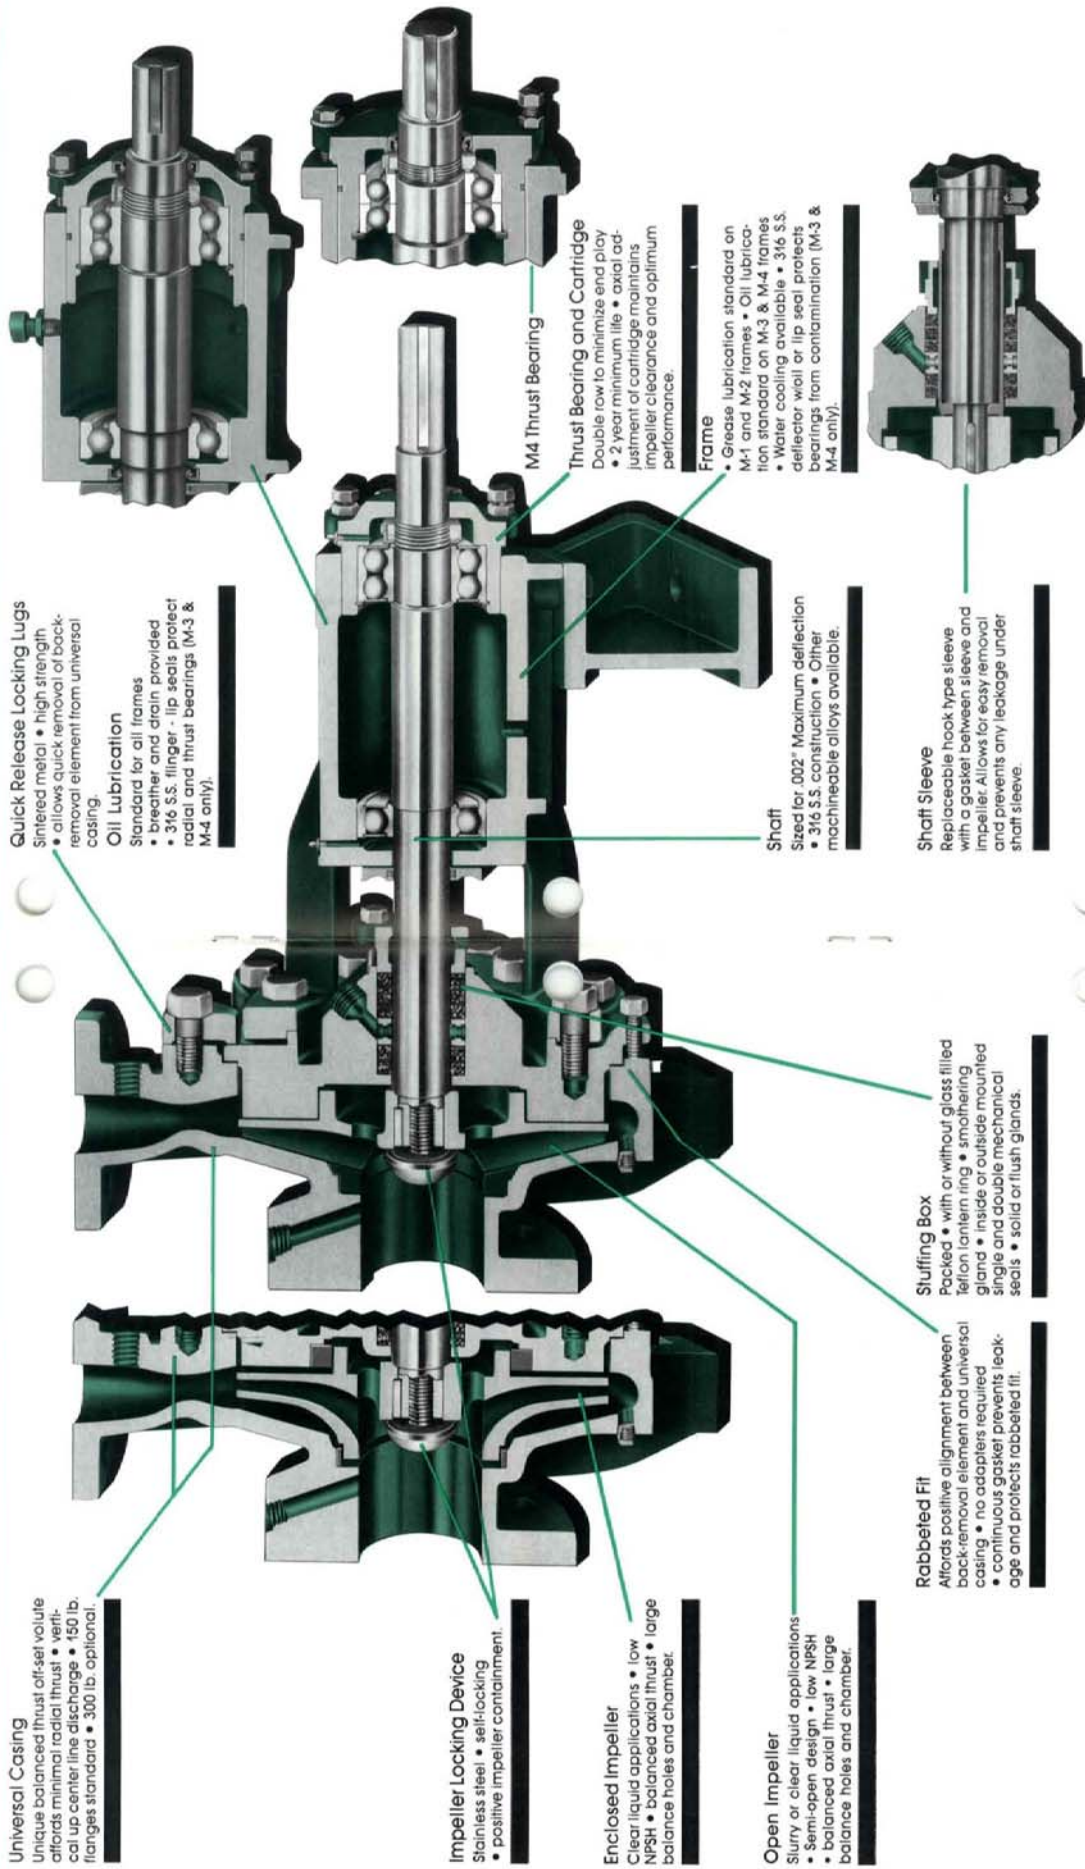 Universal Casing
Unique balanced thrust off-set volute
affords minimal radial thrust • verti-
cal up center line discharge • 150 lb.
flanges standard • 300 lb. optional.
Impeller Locking Device
Stainless steel • self-locking
• positive impeller containment.
Enclosed Impeller
Clear liquid applications • low
NPSH • balanced axial thrust • large
balance holes and chamber.
Open Impeller
Slurry or clear liquid applications
• Semi-open design • low NPSH
• balanced axial thrust • large
balance holes and chamber.
Rabbeted Fit
Affords positive alignment between
back-removal element and universal
casing • no adapters required
• continuous gasket prevents leak-
age and protects rabbeted fit.
Stuffing Box
Packed • with or without glass filled
Teflon lantern ring • smothering
gland • inside or outside mounted
single and double mechanical
seals • solid or flush glands.
Quick Release Locking Lugs
Sintered metal • high strength
• allows quick removal of back-
removal element from universal
casing.
Oil Lubrication
Standard for all frames
• breather and drain provided
• 316 S.S. flinger - lip seals protect
radial and thrust bearings (M-3 &
M-4 only).
Shaft
Sized for .002" Maximum deflection
• 316 S.S. construction • Other
machineable alloys available.
Shaft Sleeve
Replaceable hook type sleeve
with a gasket between sleeve and
impeller. Allows for easy removal
and prevents any leakage under
shaft sleeve.
M4 Thrust Bearing
Thrust Bearing and Cartridge
Double row to minimize end play
• 2 year minimum life • axial ad-
justment of cartridge maintains
impeller clearance and optimum
performance.
Frame
• Grease lubrication standard on
M-1 and M-2 frames • Oil lubrica-
tion standard on M-3 & M-4 frames
• Water cooling available • 316 S.S.
deflector w/oil or lip seal protects
bearings from contamination (M-3 &
M-4 only).